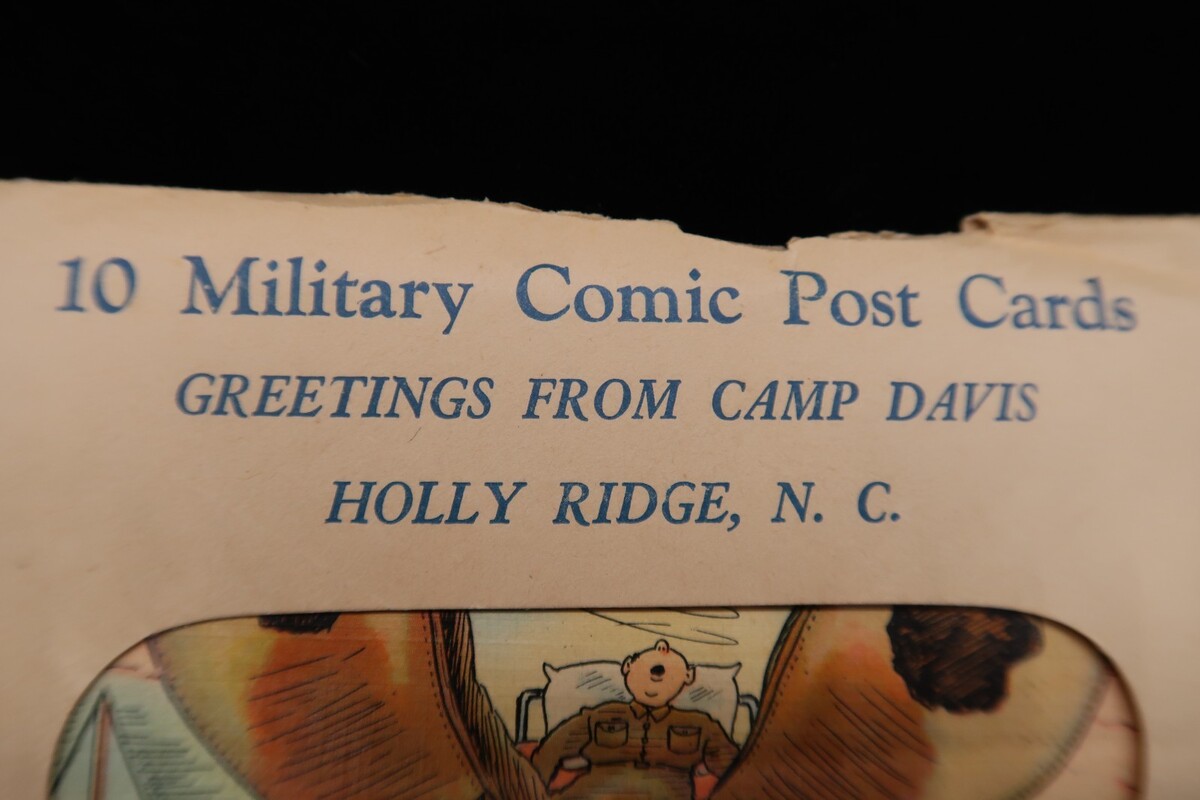 10 Military Comic Post Cards
GREETINGS FROM CAMP DAVIS
HOLLY RIDGE, N. C.